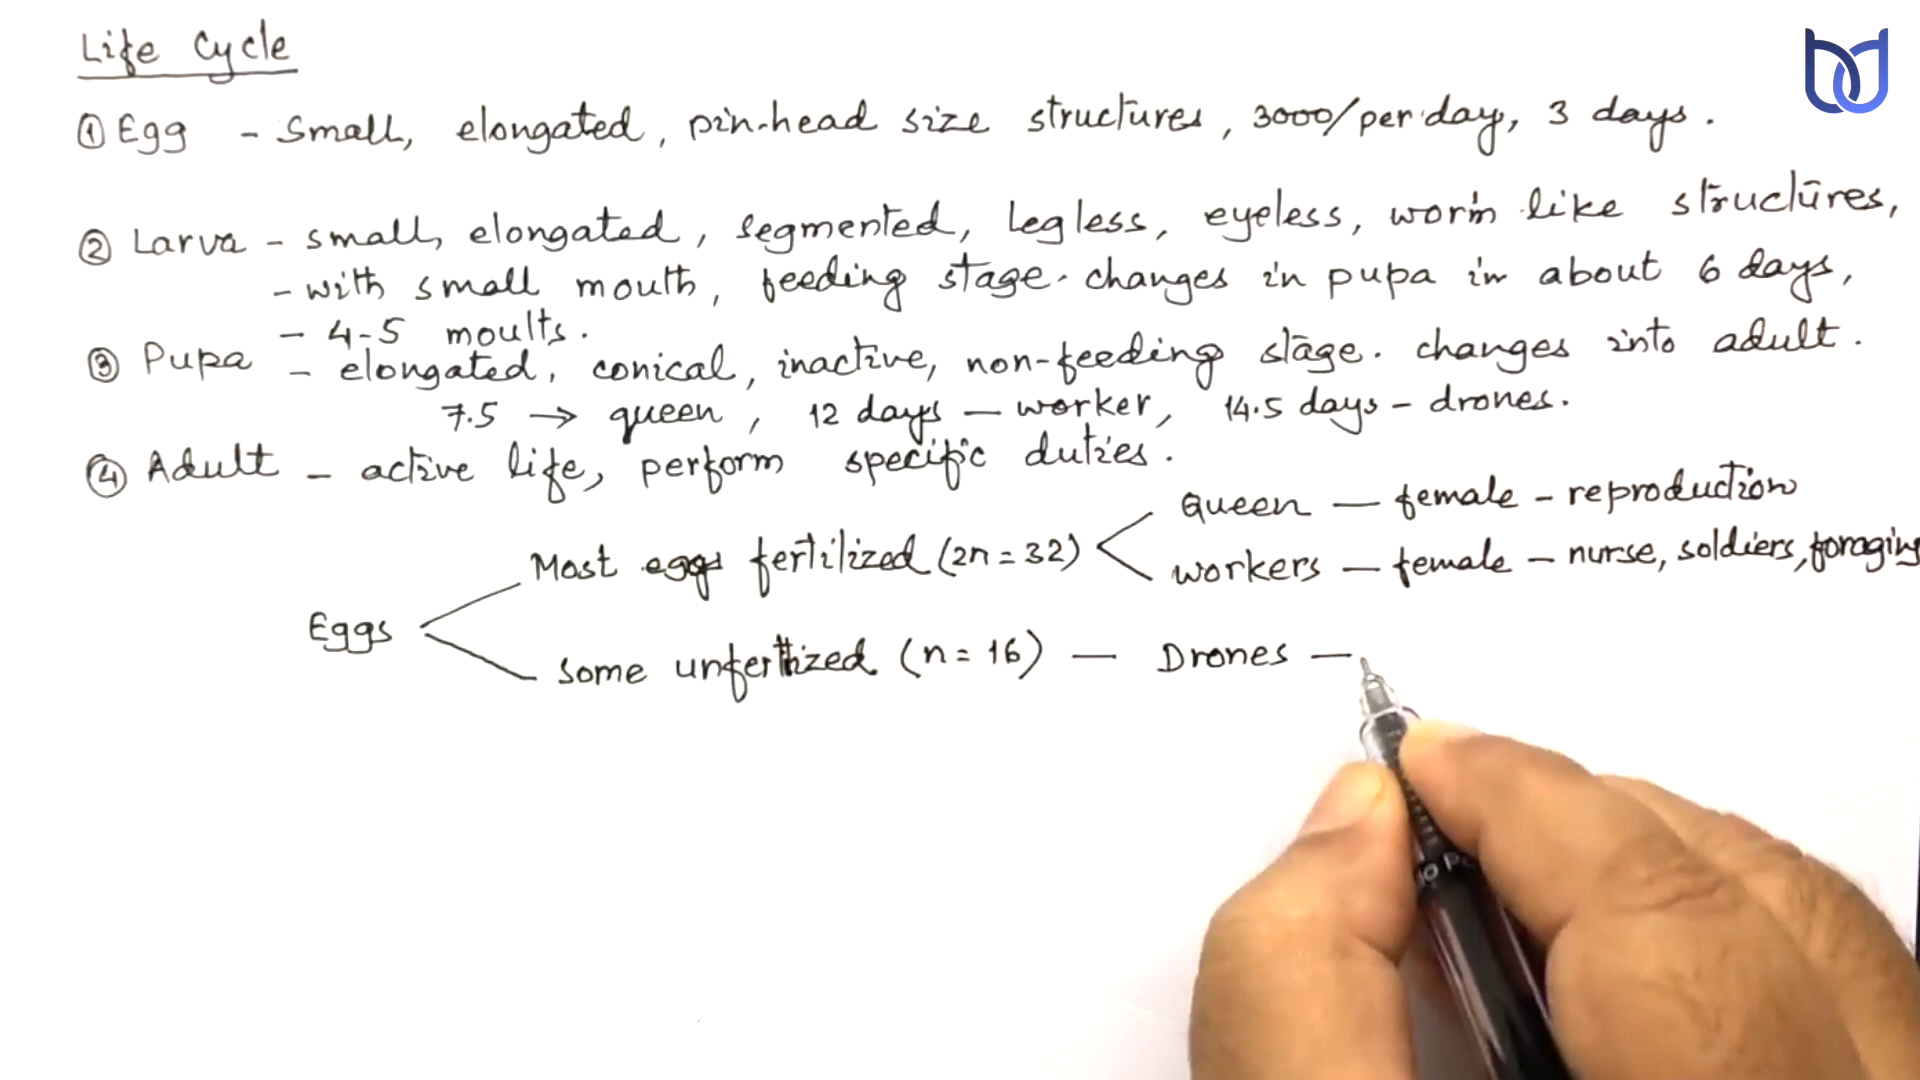 Life Cycle
① Egg - Small, elongated, pin-head size structures, 3000/per day, 3 days.
② Larva - small, elongated, segmented, legless, eyeless, worm like structures,
- with small mouth, feeding stage. changes in pupa in about 6 days,
- 4-5 moults.
③ Pupa - elongated, conical, inactive, non-feeding stage. changes into adult.
7.5 → queen, 12 days - worker, 14.5 days - drones.
④ Adult - active life, perform specific duties.
Queen - female - reproduction
Most eggs fertilized (2n = 32)
workers - female - nurse, soldiers, foraging
Eggs
some unfertilized (n = 16) - Drones -
10 P